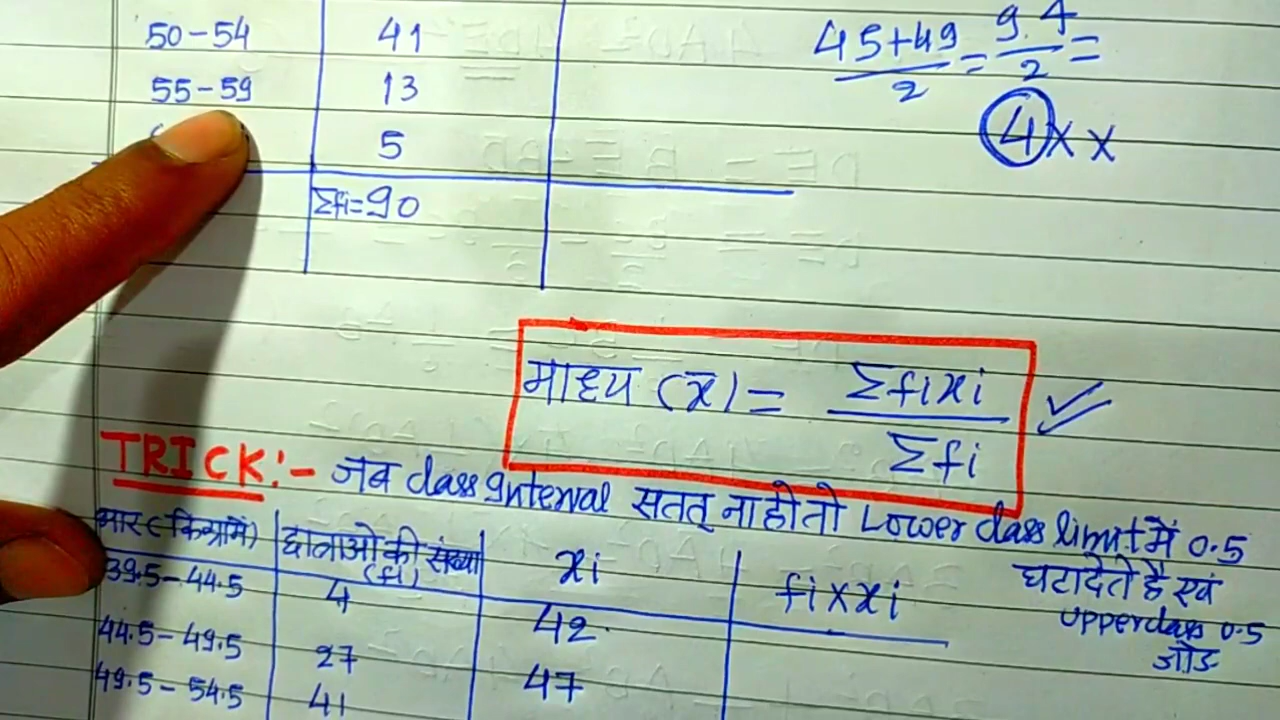 50-54 41
55-59 13
5
Σfi=90
45+49/2 = 94/2 =
4××
माध्य (x̄) = Σfixi/Σfi
TRICK:- जब class Interval सतत् ना हो तो Lower class limit में 0.5
घटा देते है एवं
upper class 0.5
जोड
भार (किग्राम) छात्राओ की संख्या (fi) xi fi×xi
39.5-44.5 4 42
44.5-49.5 27 47
49.5-54.5 41